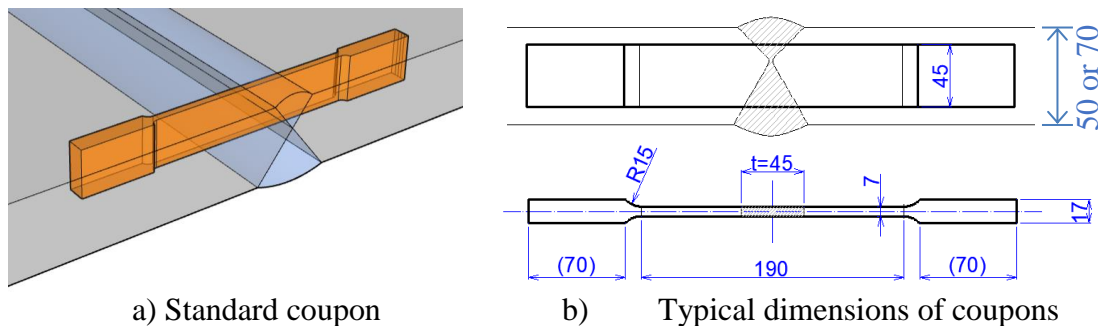 50 or 70
45
R15
t=45
7
17
(70)
190
(70)
a) Standard coupon
b) Typical dimensions of coupons